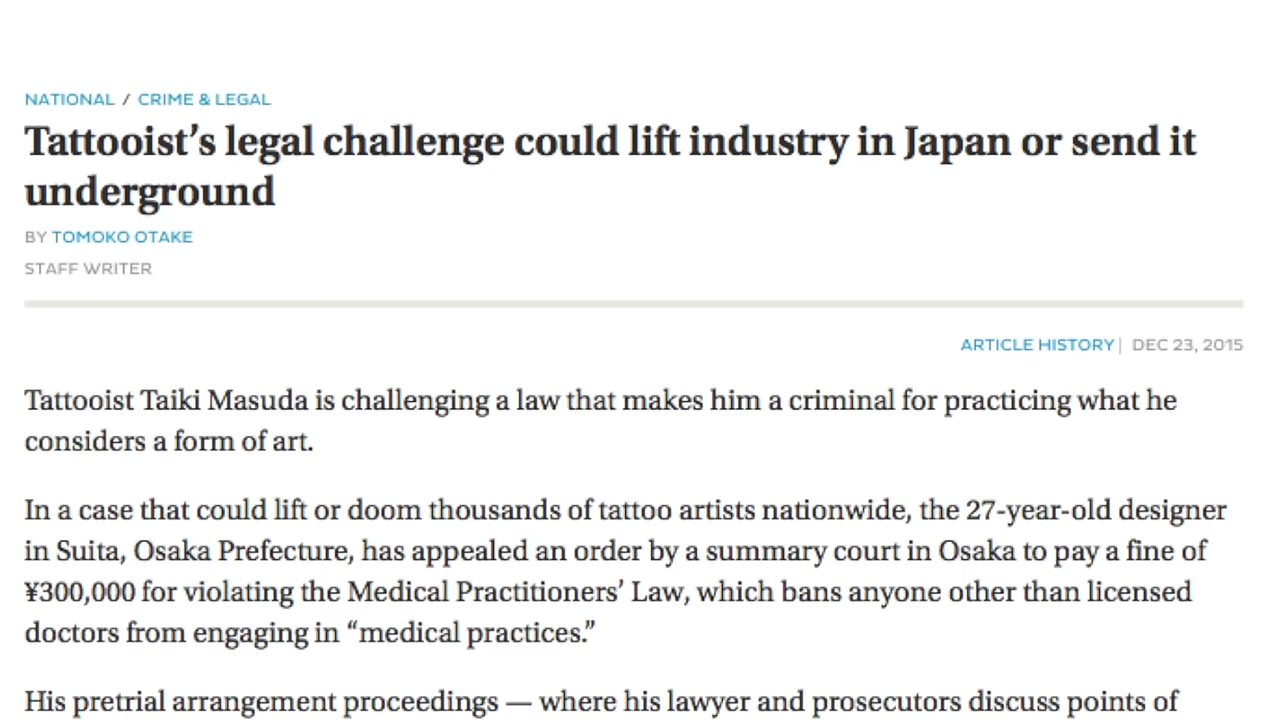 NATIONAL / CRIME & LEGAL
Tattooist’s legal challenge could lift industry in Japan or send it
underground
BY TOMOKO OTAKE
STAFF WRITER
ARTICLE HISTORY | DEC 23, 2015
Tattooist Taiki Masuda is challenging a law that makes him a criminal for practicing what he
considers a form of art.
In a case that could lift or doom thousands of tattoo artists nationwide, the 27-year-old designer
in Suita, Osaka Prefecture, has appealed an order by a summary court in Osaka to pay a fine of
¥300,000 for violating the Medical Practitioners’ Law, which bans anyone other than licensed
doctors from engaging in “medical practices.”
His pretrial arrangement proceedings — where his lawyer and prosecutors discuss points of